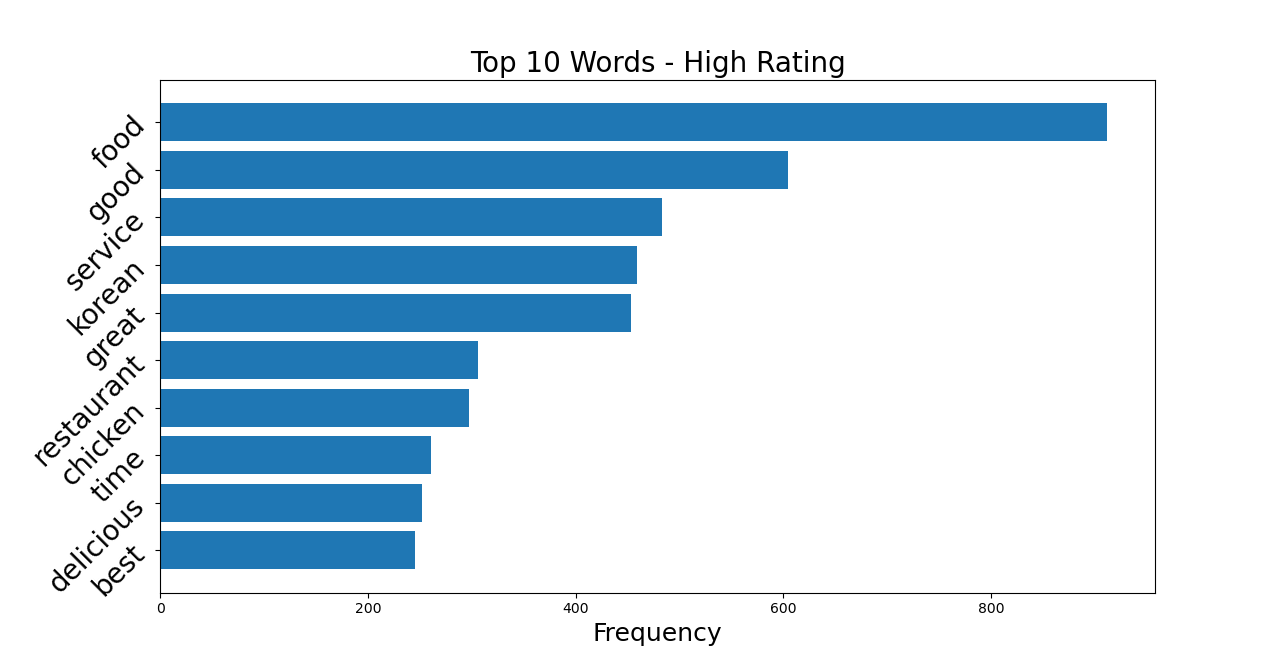 Top 10 Words - High Rating
food
good
service
korean
great
restaurant
chicken
time
delicious
best
0 200 400 600 800
Frequency